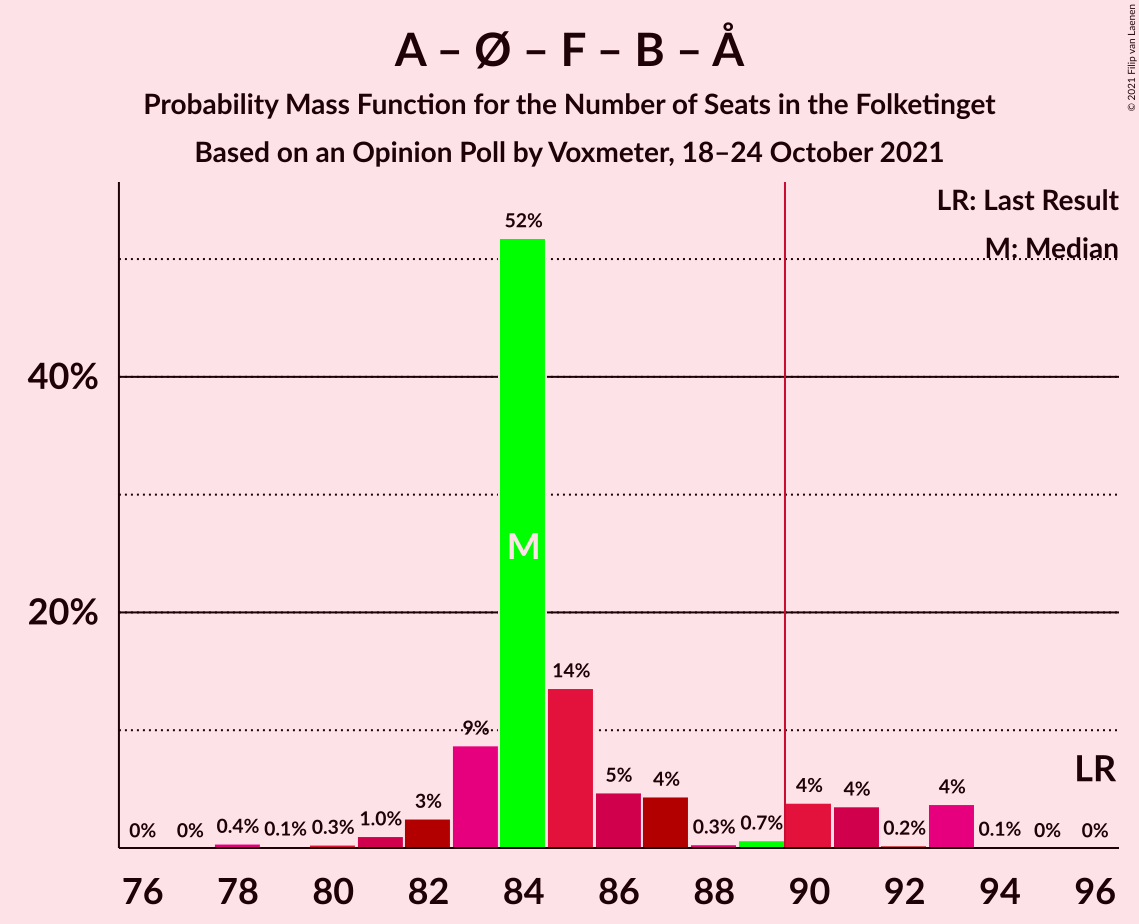 A – Ø – F – B – Å
Probability Mass Function for the Number of Seats in the Folketinget
Based on an Opinion Poll by Voxmeter, 18–24 October 2021
© 2021 Filip van Laenen
LR: Last Result
M: Median
52%
40%
M
20%
14%
9%
5%
4%
4%
4%
4%
LR
3%
1.0%
0.7%
0%
0%
0.4%
0.1%
0.3%
0.3%
0.2%
0.1%
0%
0%
76 78 80 82 84 86 88 90 92 94 96